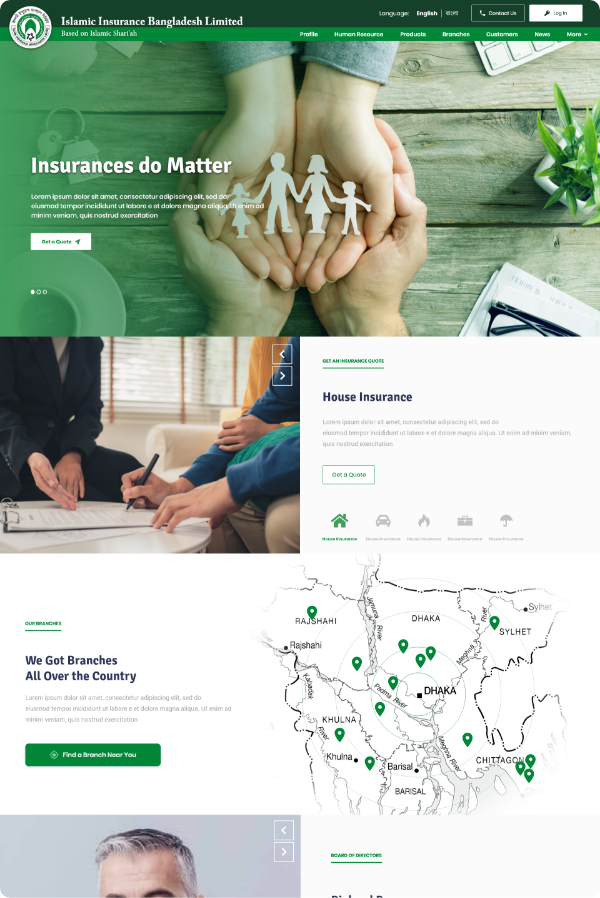 Islamic Insurance Bangladesh Limited
Based on Islamic Shari'ah
Language: English বাংলা
Contact Us
Log In
Profile Human Resource Products Branches Customers News More
Insurances do Matter
Lorem ipsum dolor sit amet, consectetur adipiscing elit, sed do
eiusmod tempor incididunt ut labore e et dolore magna aliqua. Ut enim ad
minim veniam, quis nostrud exercitation
Get a Quote
GET AN INSURANCE QUOTE
House Insurance
Lorem ipsum dolor sit amet, consectetur adipiscing elit, sed do
eiusmod tempor incididunt ut labore e et dolore magna aliqua. Ut enim ad minim veniam,
quis nostrud exercitation
Get a Quote
House Insurance House Insurance House Insurance House Insurance House Insurance
OUR BRANCHES
We Got Branches
All Over the Country
Lorem ipsum dolor sit amet, consectetur adipiscing elit, sed do
eiusmod tempor incididunt ut labore e et dolore magna aliqua. Ut enim ad
minim veniam, quis nostrud exercitation
Find a Branch Near You
RAJSHAHI
Rajshahi
Jamuna River
DHAKA
Meghna River
Sylhet
SYLHET
Padma River
DHAKA
KHULNA
River
Khulna
Barisal
BARISAL
Meghna River
CHITTAGON
BOARD OF DIRECTORS